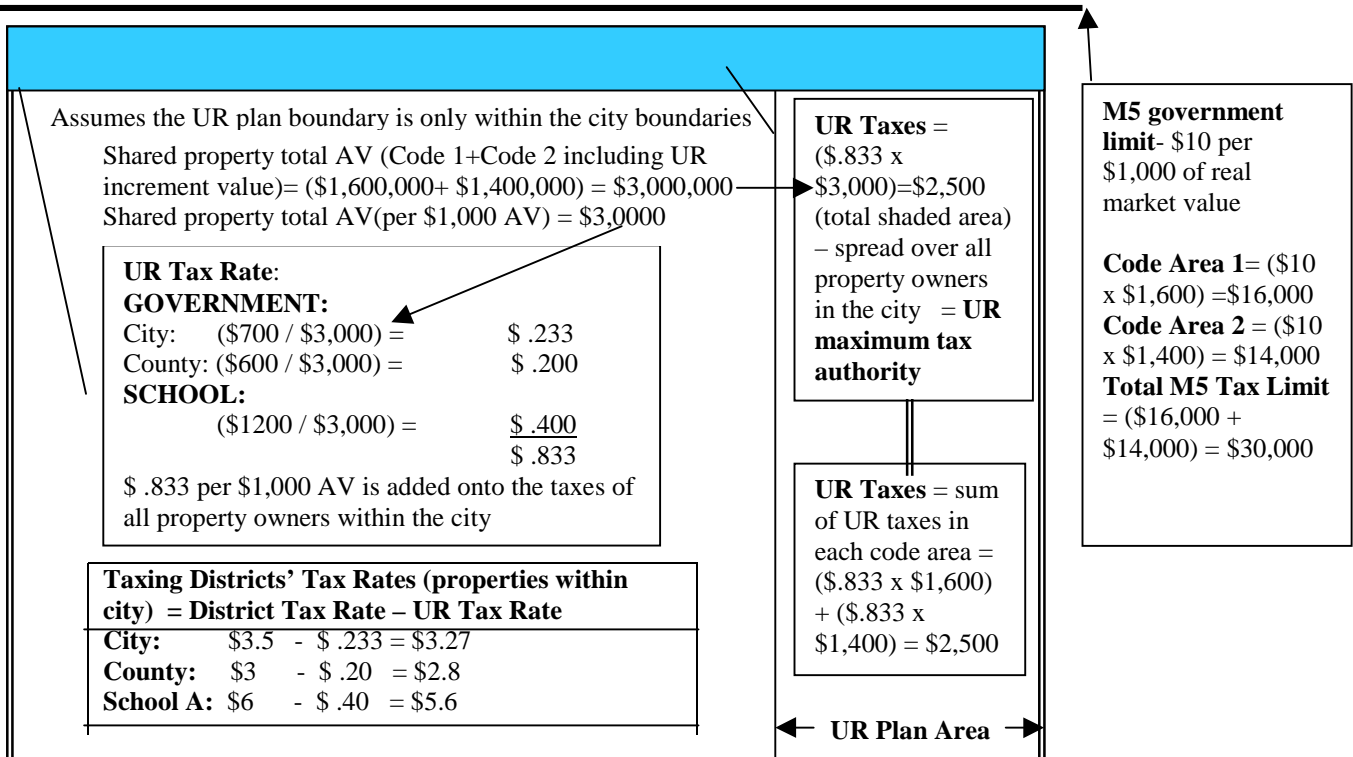 Assumes the UR plan boundary is only within the city boundaries
Shared property total AV (Code 1+Code 2 including UR
increment value)= ($1,600,000+ $1,400,000) = $3,000,000
Shared property total AV(per $1,000 AV) = $3,0000
UR Tax Rate:
GOVERNMENT:
City: ($700 / $3,000) = $ .233
County: ($600 / $3,000) = $ .200
SCHOOL:
($1200 / $3,000) = $ .400
$ .833
$ .833 per $1,000 AV is added onto the taxes of
all property owners within the city
Taxing Districts' Tax Rates (properties within
city) = District Tax Rate – UR Tax Rate
City: $3.5 - $ .233 = $3.27
County: $3 - $ .20 = $2.8
School A: $6 - $ .40 = $5.6
UR Taxes =
($.833 x
$3,000)=$2,500
(total shaded area)
– spread over all
property owners
in the city = UR
maximum tax
authority
UR Taxes = sum
of UR taxes in
each code area =
($.833 x $1,600)
+ ($.833 x
$1,400) = $2,500
UR Plan Area
M5 government
limit- $10 per
$1,000 of real
market value
Code Area 1= ($10
x $1,600) =$16,000
Code Area 2 = ($10
x $1,400) = $14,000
Total M5 Tax Limit
= ($16,000 +
$14,000) = $30,000